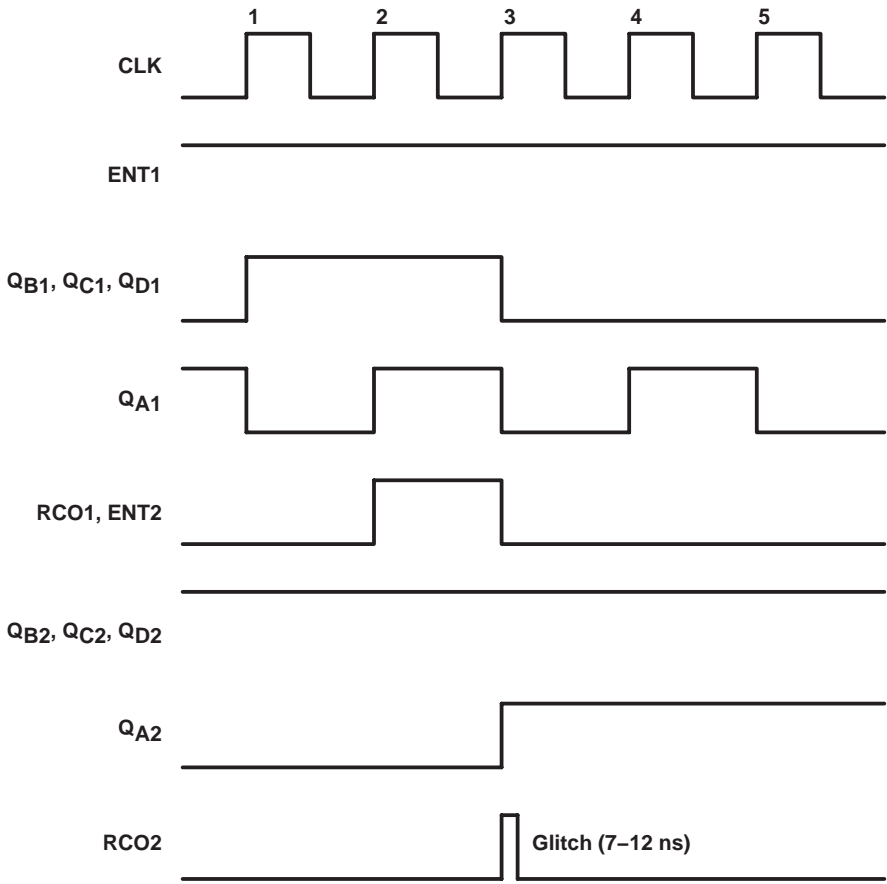 1 2 3 4 5
CLK
ENT1
QB1, QC1, QD1
QA1
RCO1, ENT2
QB2, QC2, QD2
QA2
RCO2 Glitch (7–12 ns)